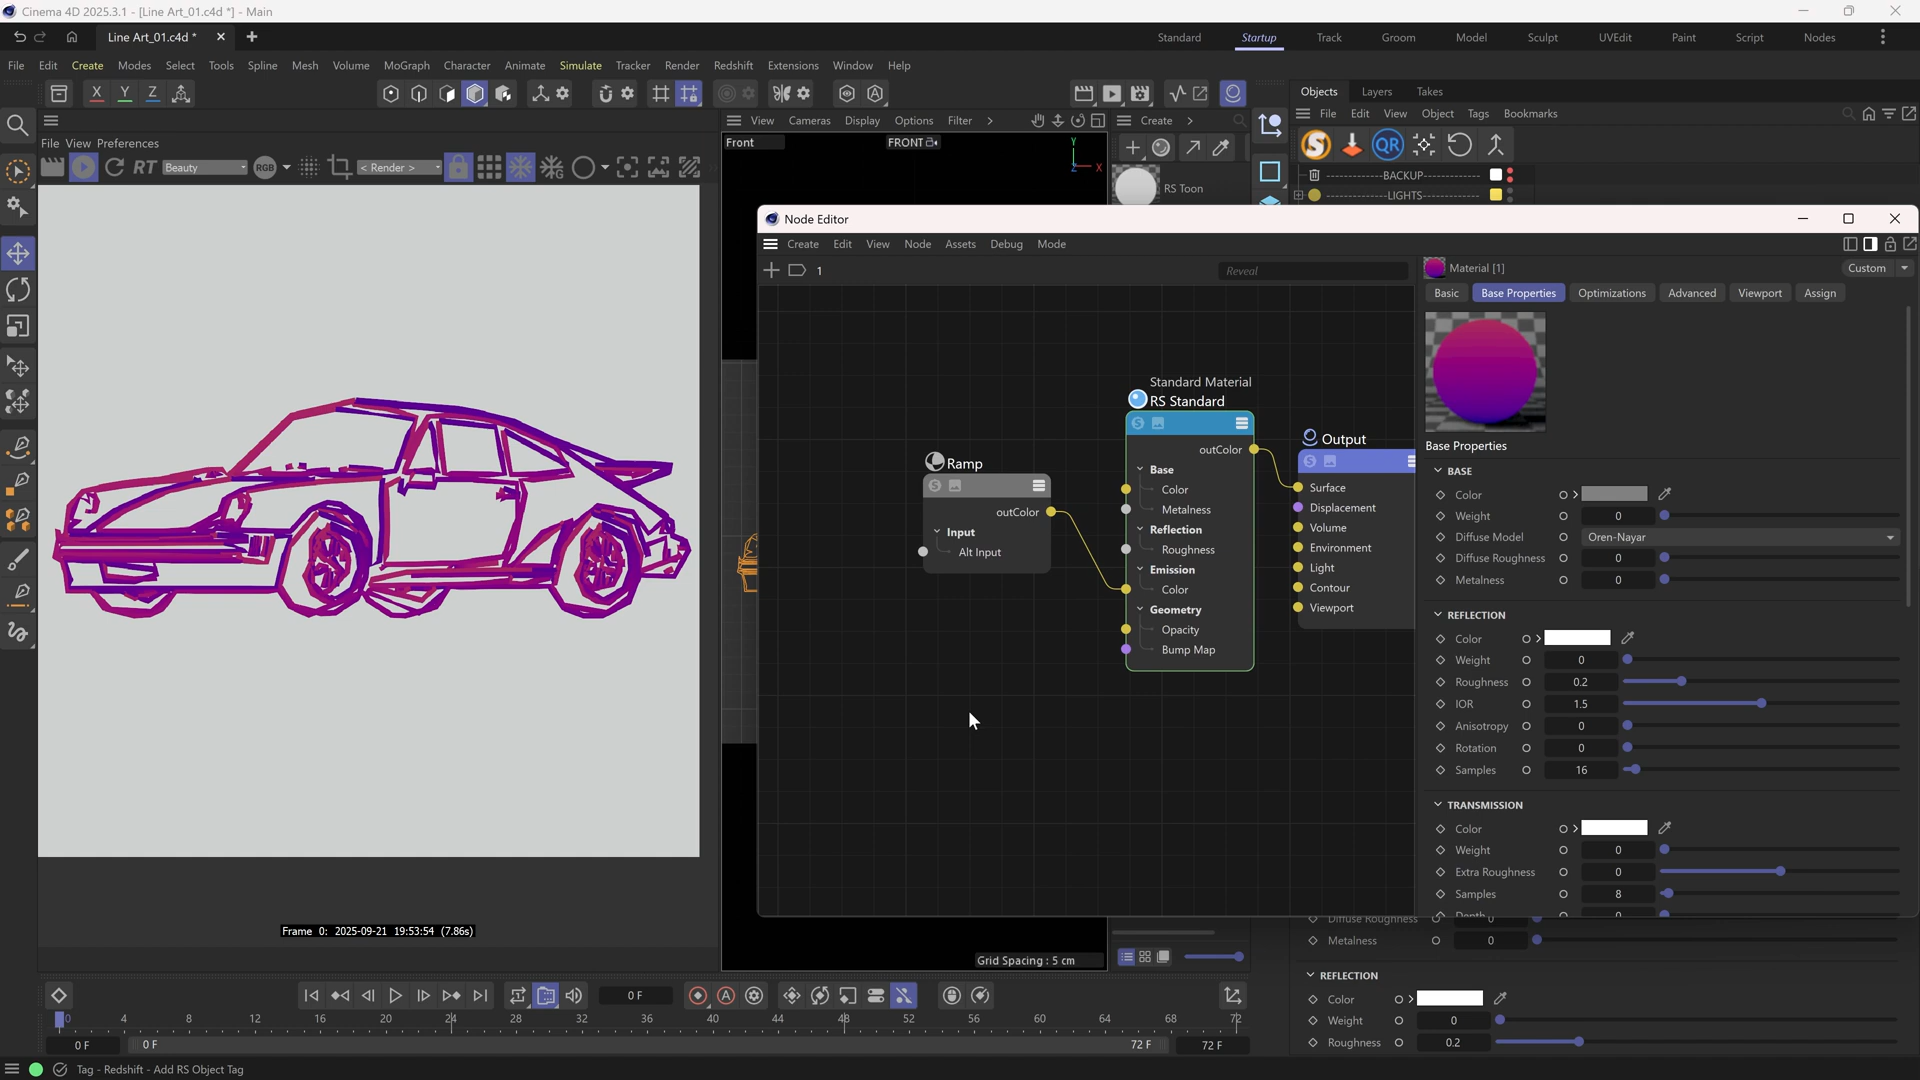 Cinema 4D 2025.3.1 - [Line Art_01.c4d *] - Main
Line Art_01.c4d *
Standard
Startup
Track
Groom
Model
Sculpt
UVEdit
Paint
Script
Nodes
File Edit Create Modes Select Tools Spline Mesh Volume MoGraph Character Animate Simulate Tracker Render Redshift Extensions Window Help
X Y Z
Objects Layers Takes
File View Preferences
View Cameras Display Options Filter
Create
File Edit View Object Tags Bookmarks
RT Beauty RGB < Render >
Front
FRONT
Y
X
Z
QR
RS Toon
--------------BACKUP------------
---------------LIGHTS--------------
Node Editor
Create Edit View Node Assets Debug Mode
1
Reveal
Material [1]
Custom
Basic Base Properties Optimizations Advanced Viewport Assign
Base Properties
BASE
Color
Weight 0
Diffuse Model Oren-Nayar
Diffuse Roughness 0
Metalness 0
REFLECTION
Color
Weight 0
Roughness 0.2
IOR 1.5
Anisotropy 0
Rotation 0
Samples 16
TRANSMISSION
Color
Weight 0
Extra Roughness 0
Samples 8
Depth 0
Standard Material
RS Standard
outColor
Base
Color
Metalness
Reflection
Roughness
Emission
Color
Geometry
Opacity
Bump Map
Ramp
outColor
Input
Alt Input
Output
Surface
Displacement
Volume
Environment
Light
Contour
Viewport
Diffuse Roughness 0
Metalness 0
REFLECTION
Color
Weight 0
Roughness 0.2
Frame 0: 2025-09-21 19:53:54 (7.86s)
Grid Spacing : 5 cm
0 F
0 4 8 12 16 20 24 28 32 36 40 44 48 52 56 60 64 68 72
0 F 0 F 72 F 72 F
Tag - Redshift - Add RS Object Tag